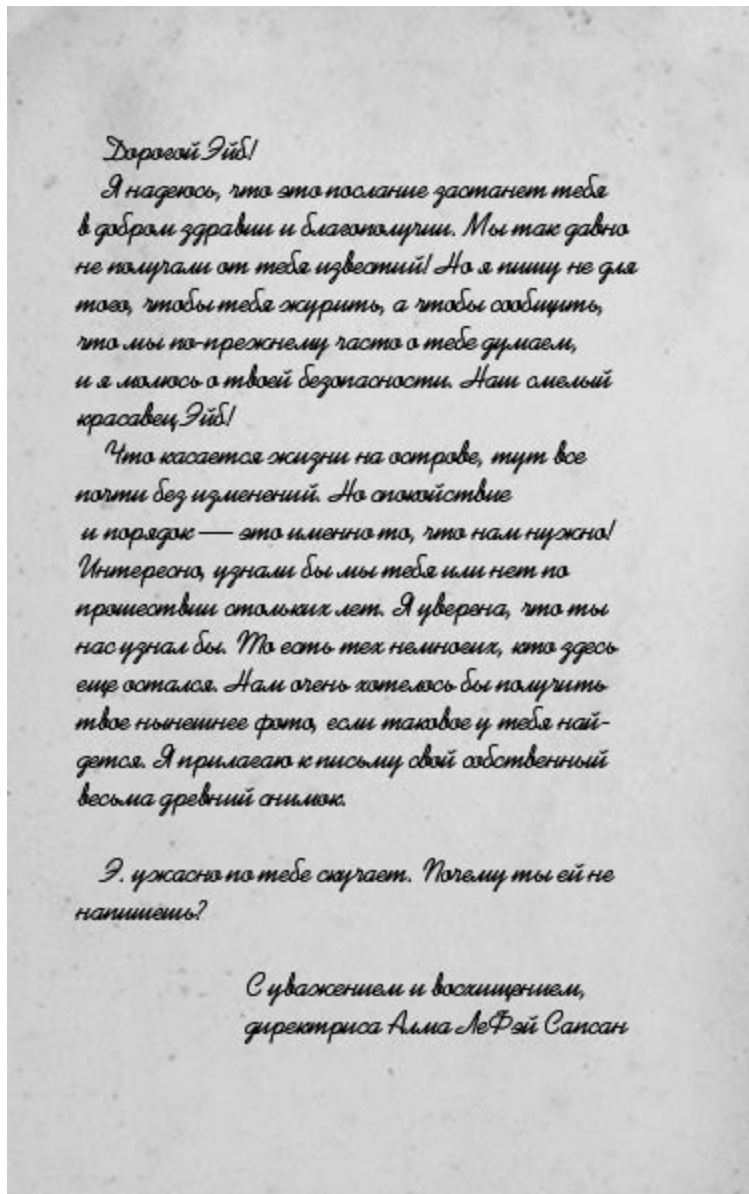 Дорогой Эйб!
Я надеюсь, что это послание застанет тебя
в добром здравии и благополучии. Мы так давно
не получали от тебя известий! Но я пишу не для
того, чтобы тебя журить, а чтобы сообщить,
что мы по-прежнему часто о тебе думаем,
и я молюсь о твоей безопасности. Наш смелый
красавец Эйб!
Что касается жизни на острове, тут все
почти без изменений. Но спокойствие
и порядок — это именно то, что нам нужно!
Интересно, узнали бы мы тебя или нет по
прошествии стольких лет. Я уверена, что ты
нас узнал бы. То есть тех немногих, кто здесь
еще остался. Нам очень хотелось бы получить
твое нынешнее фото, если таковое у тебя най-
дется. Я прилагаю к письму свой собственный
весьма древний снимок.
Э. ужасно по тебе скучает. Почему ты ей не
напишешь?
С уважением и восхищением,
директриса Алма ЛеФэй Сапсан